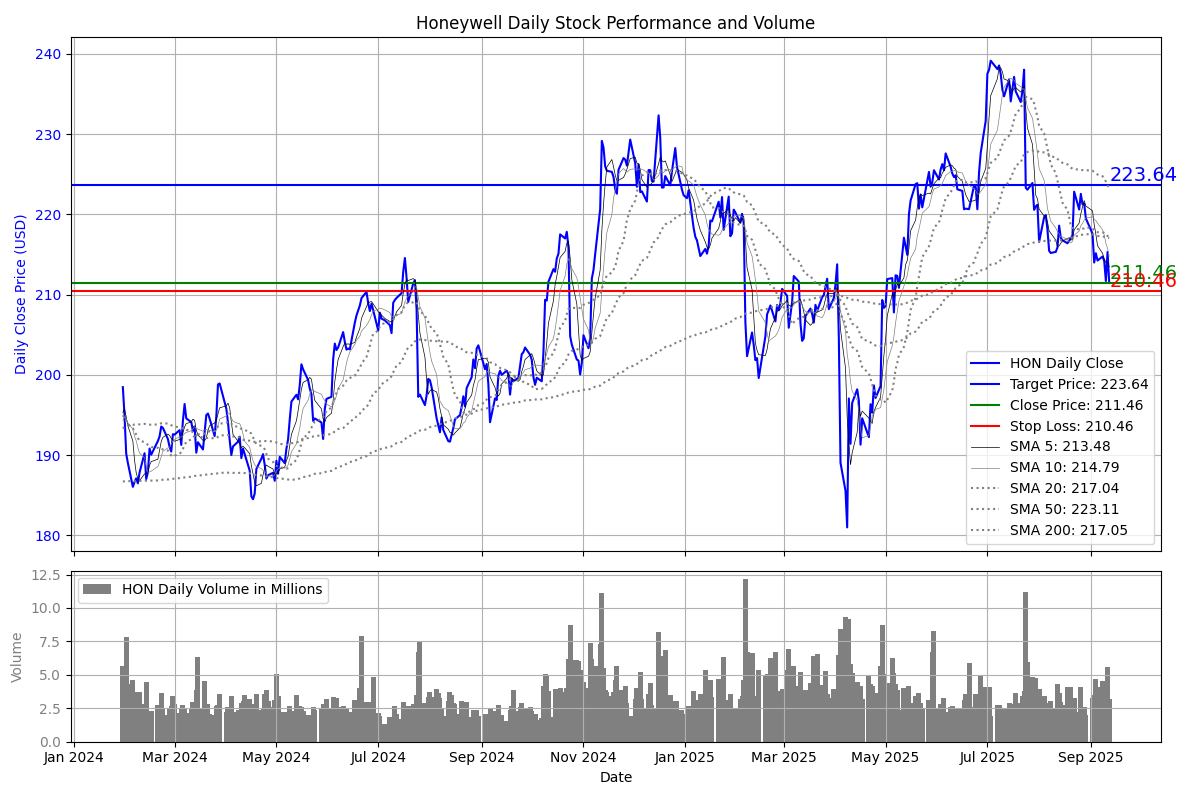 Honeywell Daily Stock Performance and Volume
Daily Close Price (USD)
240
230
220
210
200
190
180
223.64
211.46
210.46
HON Daily Close
Target Price: 223.64
Close Price: 211.46
Stop Loss: 210.46
SMA 5: 213.48
SMA 10: 214.79
SMA 20: 217.04
SMA 50: 223.11
SMA 200: 217.05
Volume
12.5
10.0
7.5
5.0
2.5
0.0
HON Daily Volume in Millions
Jan 2024 Mar 2024 May 2024 Jul 2024 Sep 2024 Nov 2024 Jan 2025 Mar 2025 May 2025 Jul 2025 Sep 2025
Date